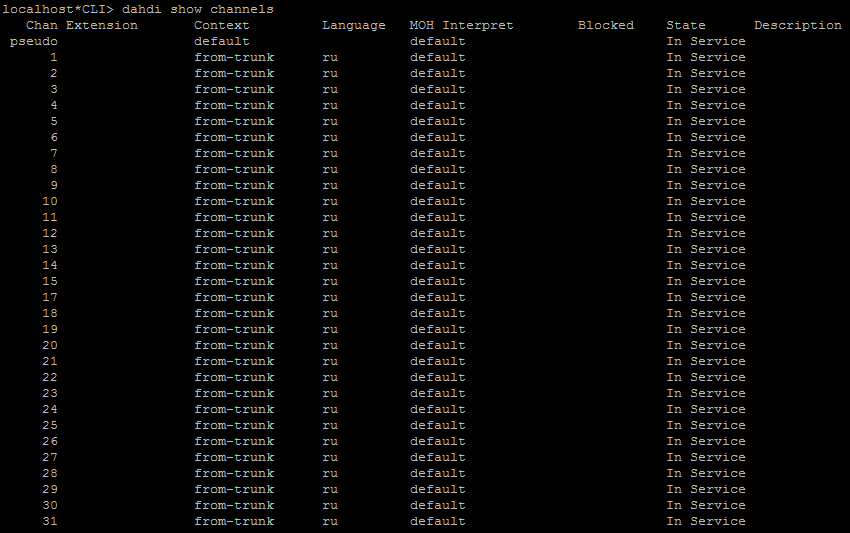 localhost*CLI> dahdi show channels
   Chan Extension       Context         Language   MOH Interpret        Blocked    State      Description
 pseudo                 default                    default                         In Service
      1                 from-trunk      ru         default                         In Service
      2                 from-trunk      ru         default                         In Service
      3                 from-trunk      ru         default                         In Service
      4                 from-trunk      ru         default                         In Service
      5                 from-trunk      ru         default                         In Service
      6                 from-trunk      ru         default                         In Service
      7                 from-trunk      ru         default                         In Service
      8                 from-trunk      ru         default                         In Service
      9                 from-trunk      ru         default                         In Service
     10                 from-trunk      ru         default                         In Service
     11                 from-trunk      ru         default                         In Service
     12                 from-trunk      ru         default                         In Service
     13                 from-trunk      ru         default                         In Service
     14                 from-trunk      ru         default                         In Service
     15                 from-trunk      ru         default                         In Service
     17                 from-trunk      ru         default                         In Service
     18                 from-trunk      ru         default                         In Service
     19                 from-trunk      ru         default                         In Service
     20                 from-trunk      ru         default                         In Service
     21                 from-trunk      ru         default                         In Service
     22                 from-trunk      ru         default                         In Service
     23                 from-trunk      ru         default                         In Service
     24                 from-trunk      ru         default                         In Service
     25                 from-trunk      ru         default                         In Service
     26                 from-trunk      ru         default                         In Service
     27                 from-trunk      ru         default                         In Service
     28                 from-trunk      ru         default                         In Service
     29                 from-trunk      ru         default                         In Service
     30                 from-trunk      ru         default                         In Service
     31                 from-trunk      ru         default                         In Service